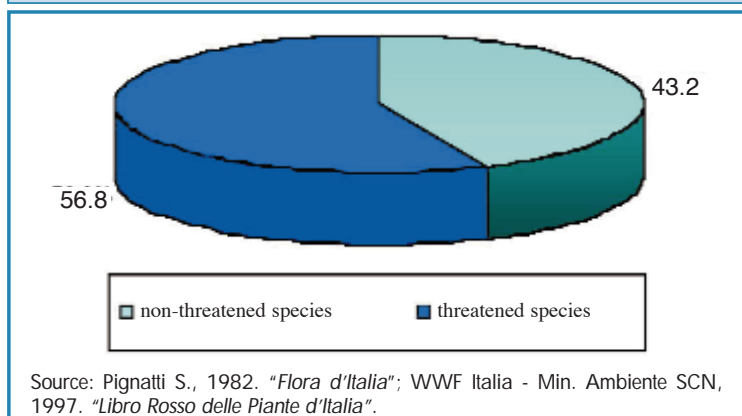 43.2
56.8
non-threatened species
threatened species
Source: Pignatti S., 1982. “Flora d’Italia”; WWF Italia - Min. Ambiente SCN,
1997. “Libro Rosso delle Piante d’Italia”.